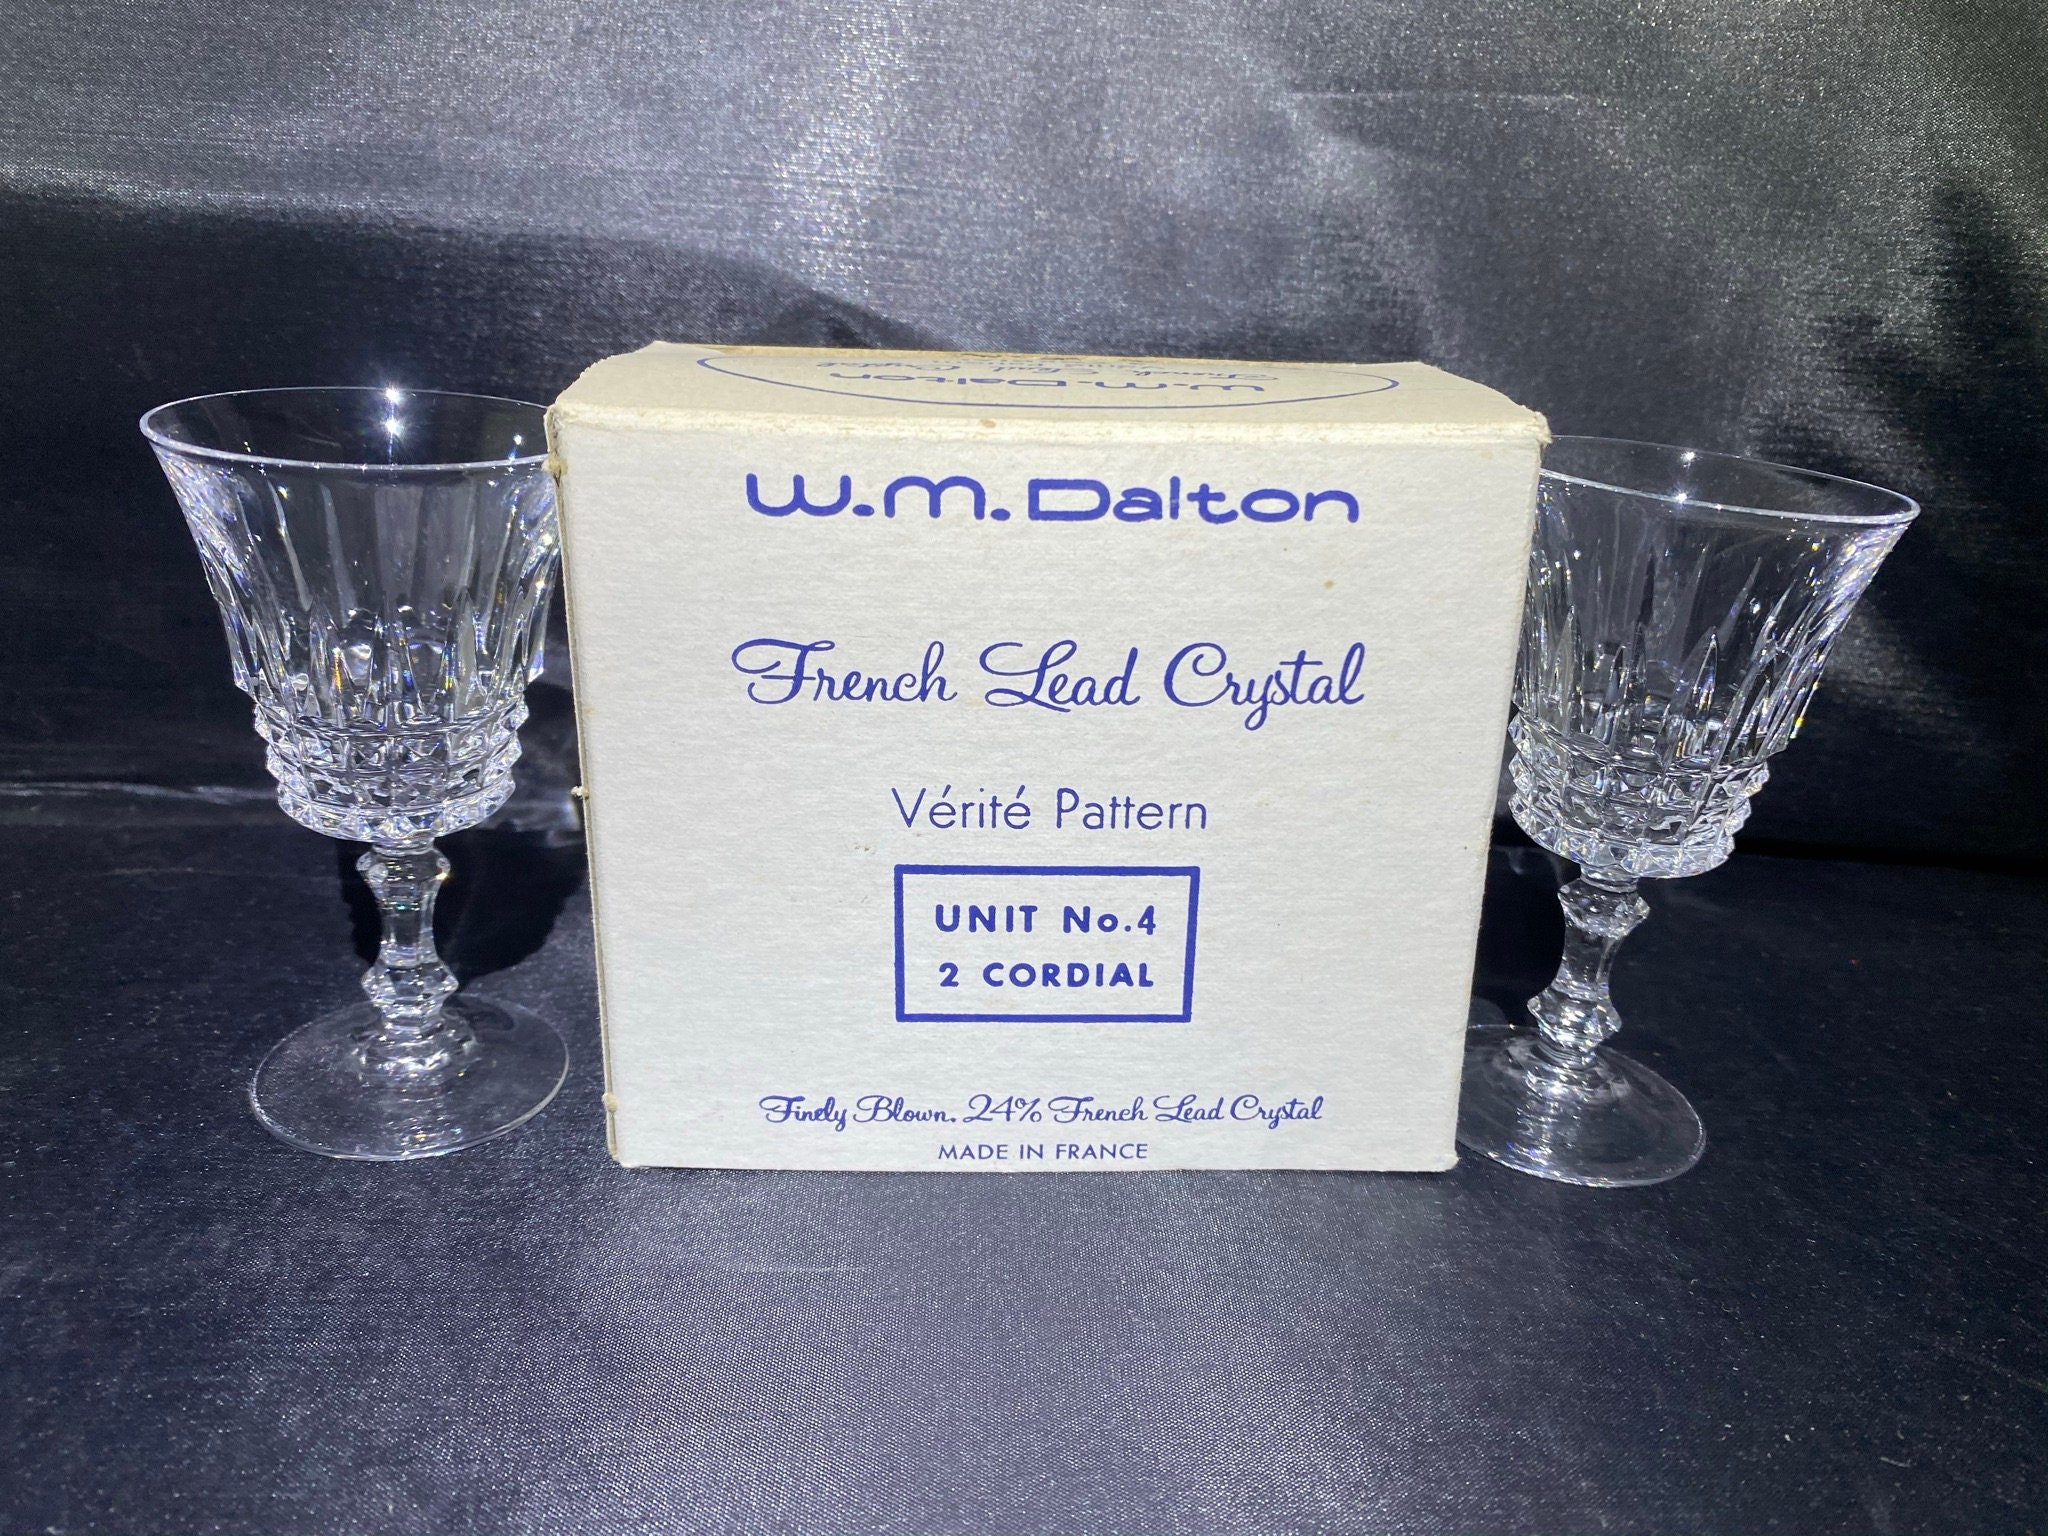 W.M. Dalton
W.M. Dalton
French Lead Crystal
Vérité Pattern
UNIT No.4
2 CORDIAL
Finely Blown. 24% French Lead Crystal
MADE IN FRANCE